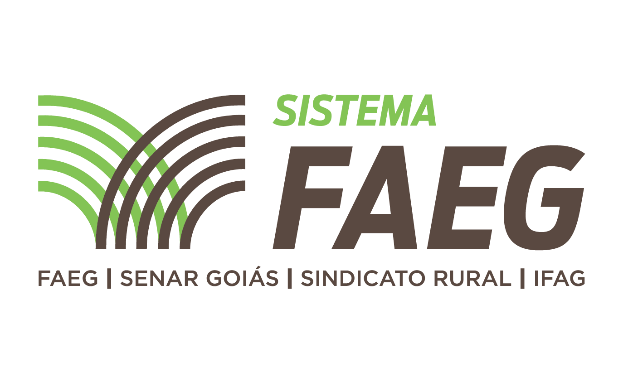 SISTEMA
FAEG
FAEG | SENAR GOIÁS | SINDICATO RURAL | IFAG